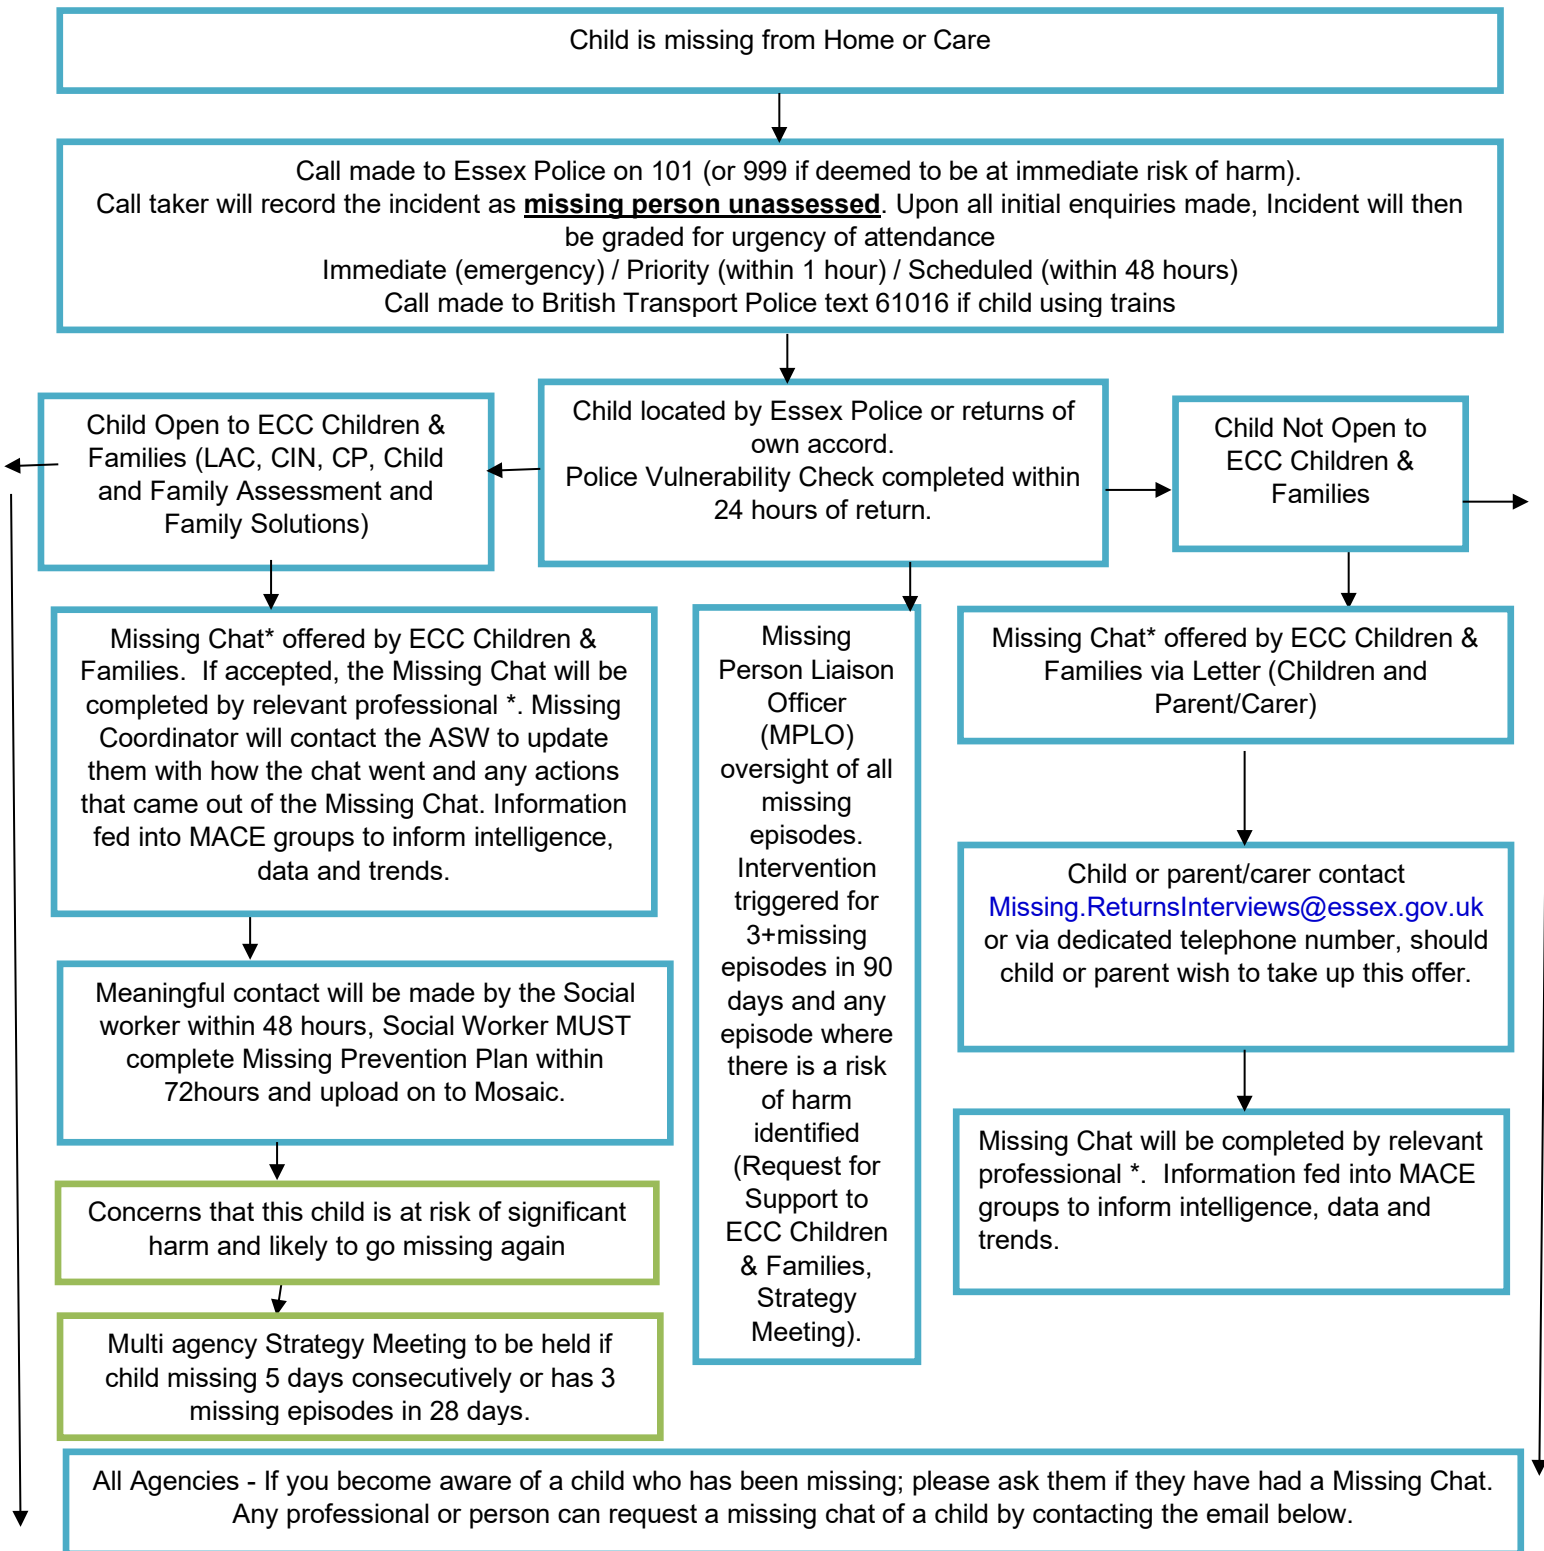 Child is missing from Home or Care
Call made to Essex Police on 101 (or 999 if deemed to be at immediate risk of harm).
Call taker will record the incident as missing person unassessed. Upon all initial enquiries made, Incident will then
be graded for urgency of attendance
Immediate (emergency) / Priority (within 1 hour) / Scheduled (within 48 hours)
Call made to British Transport Police text 61016 if child using trains
Child Open to ECC Children &
Families (LAC, CIN, CP, Child
and Family Assessment and
Family Solutions)
Child located by Essex Police or returns of
own accord.
Police Vulnerability Check completed within
24 hours of return.
Child Not Open to
ECC Children &
Families
Missing Chat* offered by ECC Children &
Families.  If accepted, the Missing Chat will be
completed by relevant professional *. Missing
Coordinator will contact the ASW to update
them with how the chat went and any actions
that came out of the Missing Chat. Information
fed into MACE groups to inform intelligence,
data and trends.
Meaningful contact will be made by the Social
worker within 48 hours, Social Worker MUST
complete Missing Prevention Plan within
72hours and upload on to Mosaic.
Concerns that this child is at risk of significant
harm and likely to go missing again
Multi agency Strategy Meeting to be held if
child missing 5 days consecutively or has 3
missing episodes in 28 days.
Missing
Person Liaison
Officer
(MPLO)
oversight of all
missing
episodes.
Intervention
triggered for
3+missing
episodes in 90
days and any
episode where
there is a risk
of harm
identified
(Request for
Support to
ECC Children
& Families,
Strategy
Meeting).
Missing Chat* offered by ECC Children &
Families via Letter (Children and
Parent/Carer)
Child or parent/carer contact
Missing.ReturnsInterviews@essex.gov.uk
or via dedicated telephone number, should
child or parent wish to take up this offer.
Missing Chat will be completed by relevant
professional *.  Information fed into MACE
groups to inform intelligence, data and
trends.
All Agencies - If you become aware of a child who has been missing; please ask them if they have had a Missing Chat.
Any professional or person can request a missing chat of a child by contacting the email below.